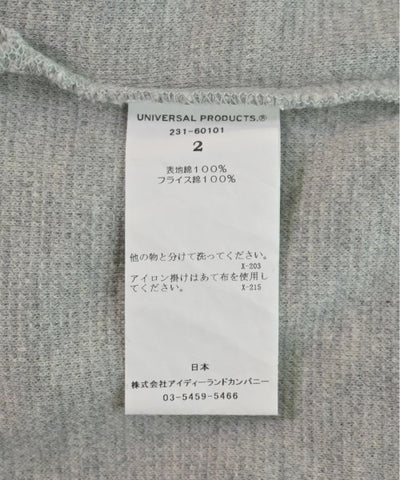 UNIVERSAL PRODUCTS.®
231-60101
2
表地綿100%
フライス綿100%
他の物と分けて洗ってください。
X-203
アイロン掛けはあて布を使用し
てください。 X-215
日本
株式会社アイディーランドカンパニー
03-5459-5466